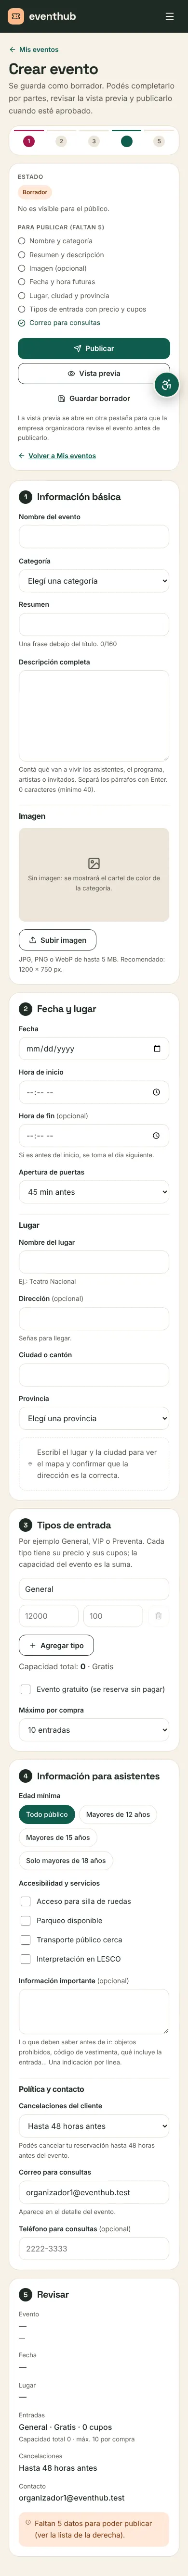 eventhub
← Mis eventos
Crear evento
Se guarda como borrador. Podés completarlo
por partes, revisar la vista previa y publicarlo
cuando esté aprobado.
1
2
3
5
ESTADO
Borrador
No es visible para el público.
PARA PUBLICAR (FALTAN 5)
Nombre y categoría
Resumen y descripción
Imagen (opcional)
Fecha y hora futuras
Lugar, ciudad y provincia
Tipos de entrada con precio y cupos
Correo para consultas
Publicar
Vista previa
Guardar borrador
La vista previa se abre en otra pestaña para que la
empresa organizadora revise el evento antes de
publicarlo.
← Volver a Mis eventos
1 Información básica
Nombre del evento
Categoría
Elegí una categoría
Resumen
Una frase debajo del título. 0/160
Descripción completa
Contá qué van a vivir los asistentes, el programa,
artistas o invitados. Separá los párrafos con Enter.
0 caracteres (mínimo 40).
Imagen
Sin imagen: se mostrará el cartel de color de
la categoría.
Subir imagen
JPG, PNG o WebP de hasta 5 MB. Recomendado:
1200 × 750 px.
2 Fecha y lugar
Fecha
mm/dd/yyyy
Hora de inicio
--:-- --
Hora de fin (opcional)
--:-- --
Si es antes del inicio, se toma el día siguiente.
Apertura de puertas
45 min antes
Lugar
Nombre del lugar
Ej.: Teatro Nacional
Dirección (opcional)
Señas para llegar.
Ciudad o cantón
Provincia
Elegí una provincia
Escribí el lugar y la ciudad para ver
el mapa y confirmar que la
dirección es la correcta.
3 Tipos de entrada
Por ejemplo General, VIP o Preventa. Cada
tipo tiene su precio y sus cupos; la
capacidad del evento es la suma.
General
12000
100
+ Agregar tipo
Capacidad total: 0 · Gratis
Evento gratuito (se reserva sin pagar)
Máximo por compra
10 entradas
4 Información para asistentes
Edad mínima
Todo público
Mayores de 12 años
Mayores de 15 años
Solo mayores de 18 años
Accesibilidad y servicios
Acceso para silla de ruedas
Parqueo disponible
Transporte público cerca
Interpretación en LESCO
Información importante (opcional)
Lo que deben saber antes de ir: objetos
prohibidos, código de vestimenta, qué incluye la
entrada... Una indicación por línea.
Política y contacto
Cancelaciones del cliente
Hasta 48 horas antes
Podés cancelar tu reservación hasta 48 horas
antes del evento.
Correo para consultas
organizador1@eventhub.test
Aparece en el detalle del evento.
Teléfono para consultas (opcional)
2222-3333
5 Revisar
Evento
—
—
Fecha
—
Lugar
—
Entradas
General · Gratis · 0 cupos
Capacidad total 0 · máx. 10 por compra
Cancelaciones
Hasta 48 horas antes
Contacto
organizador1@eventhub.test
Faltan 5 datos para poder publicar
(ver la lista de la derecha).